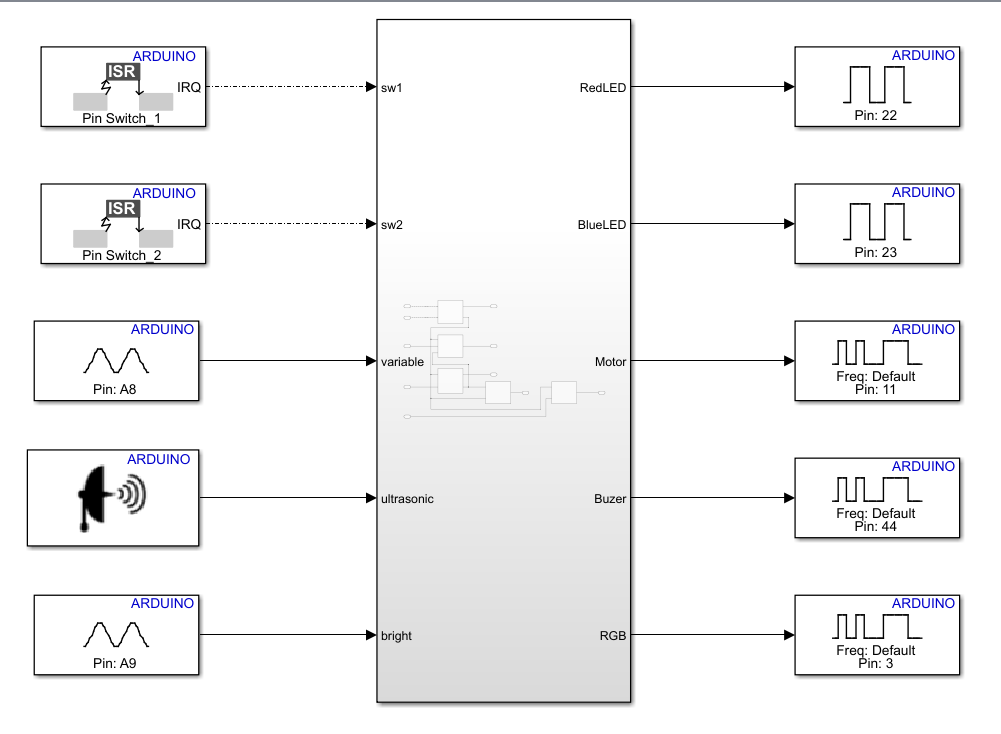 ARDUINO
ISR
IRQ
Pin Switch_1
sw1
RedLED
ARDUINO
Pin: 22
ARDUINO
ISR
IRQ
Pin Switch_2
sw2
BlueLED
ARDUINO
Pin: 23
ARDUINO
Pin: A8
variable
Motor
ARDUINO
Freq: Default
Pin: 11
ARDUINO
ultrasonic
Buzer
ARDUINO
Freq: Default
Pin: 44
ARDUINO
Pin: A9
bright
RGB
ARDUINO
Freq: Default
Pin: 3